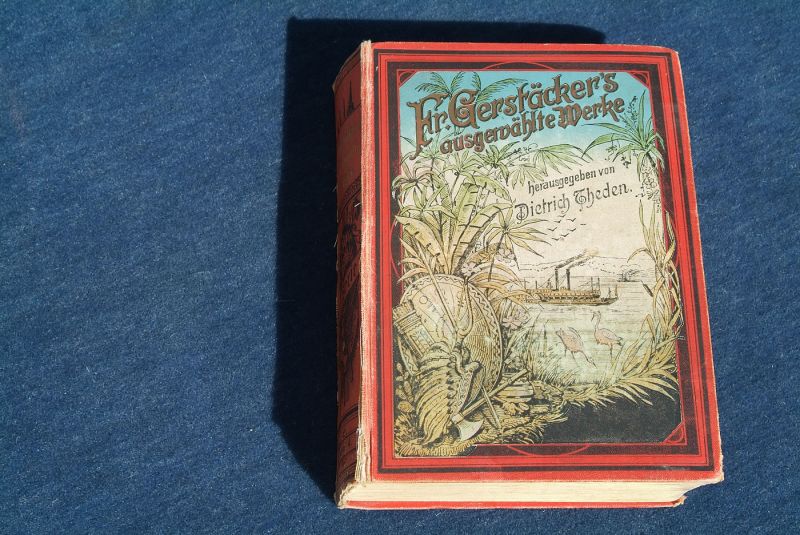 Fr. Gerstäcker's
ausgewählte Werke
herausgegeben von
Dietrich Theden.